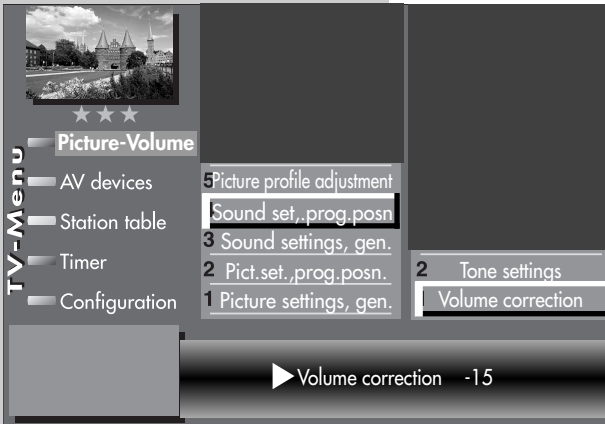 TV-Menu
Picture-Volume
AV devices
Station table
Timer
Configuration
5 Picture profile adjustment
Sound set,.prog.posn
3 Sound settings, gen.
2 Pict.set.,prog.posn.
1 Picture settings, gen.
2 Tone settings
Volume correction
Volume correction -15